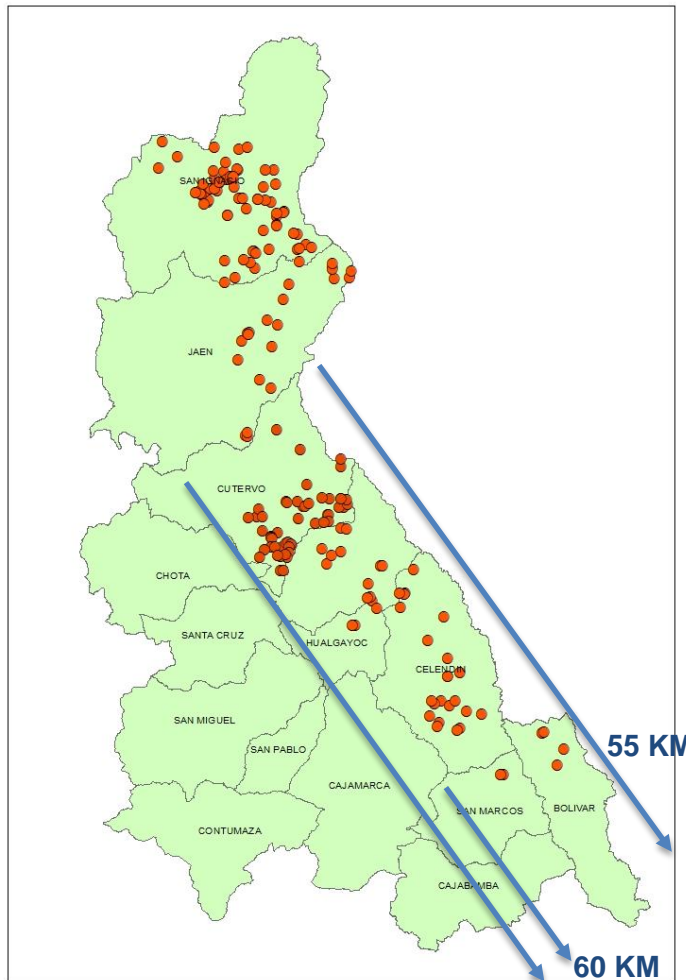 SAN IGNACIO
JAEN
CUTERVO
CHOTA
SANTA CRUZ
HUALGAYOC
CELENDIN
SAN MIGUEL
SAN PABLO
55 KM
CAJAMARCA
SAN MARCOS
BOLIVAR
CONTUMAZA
CAJABAMBA
60 KM